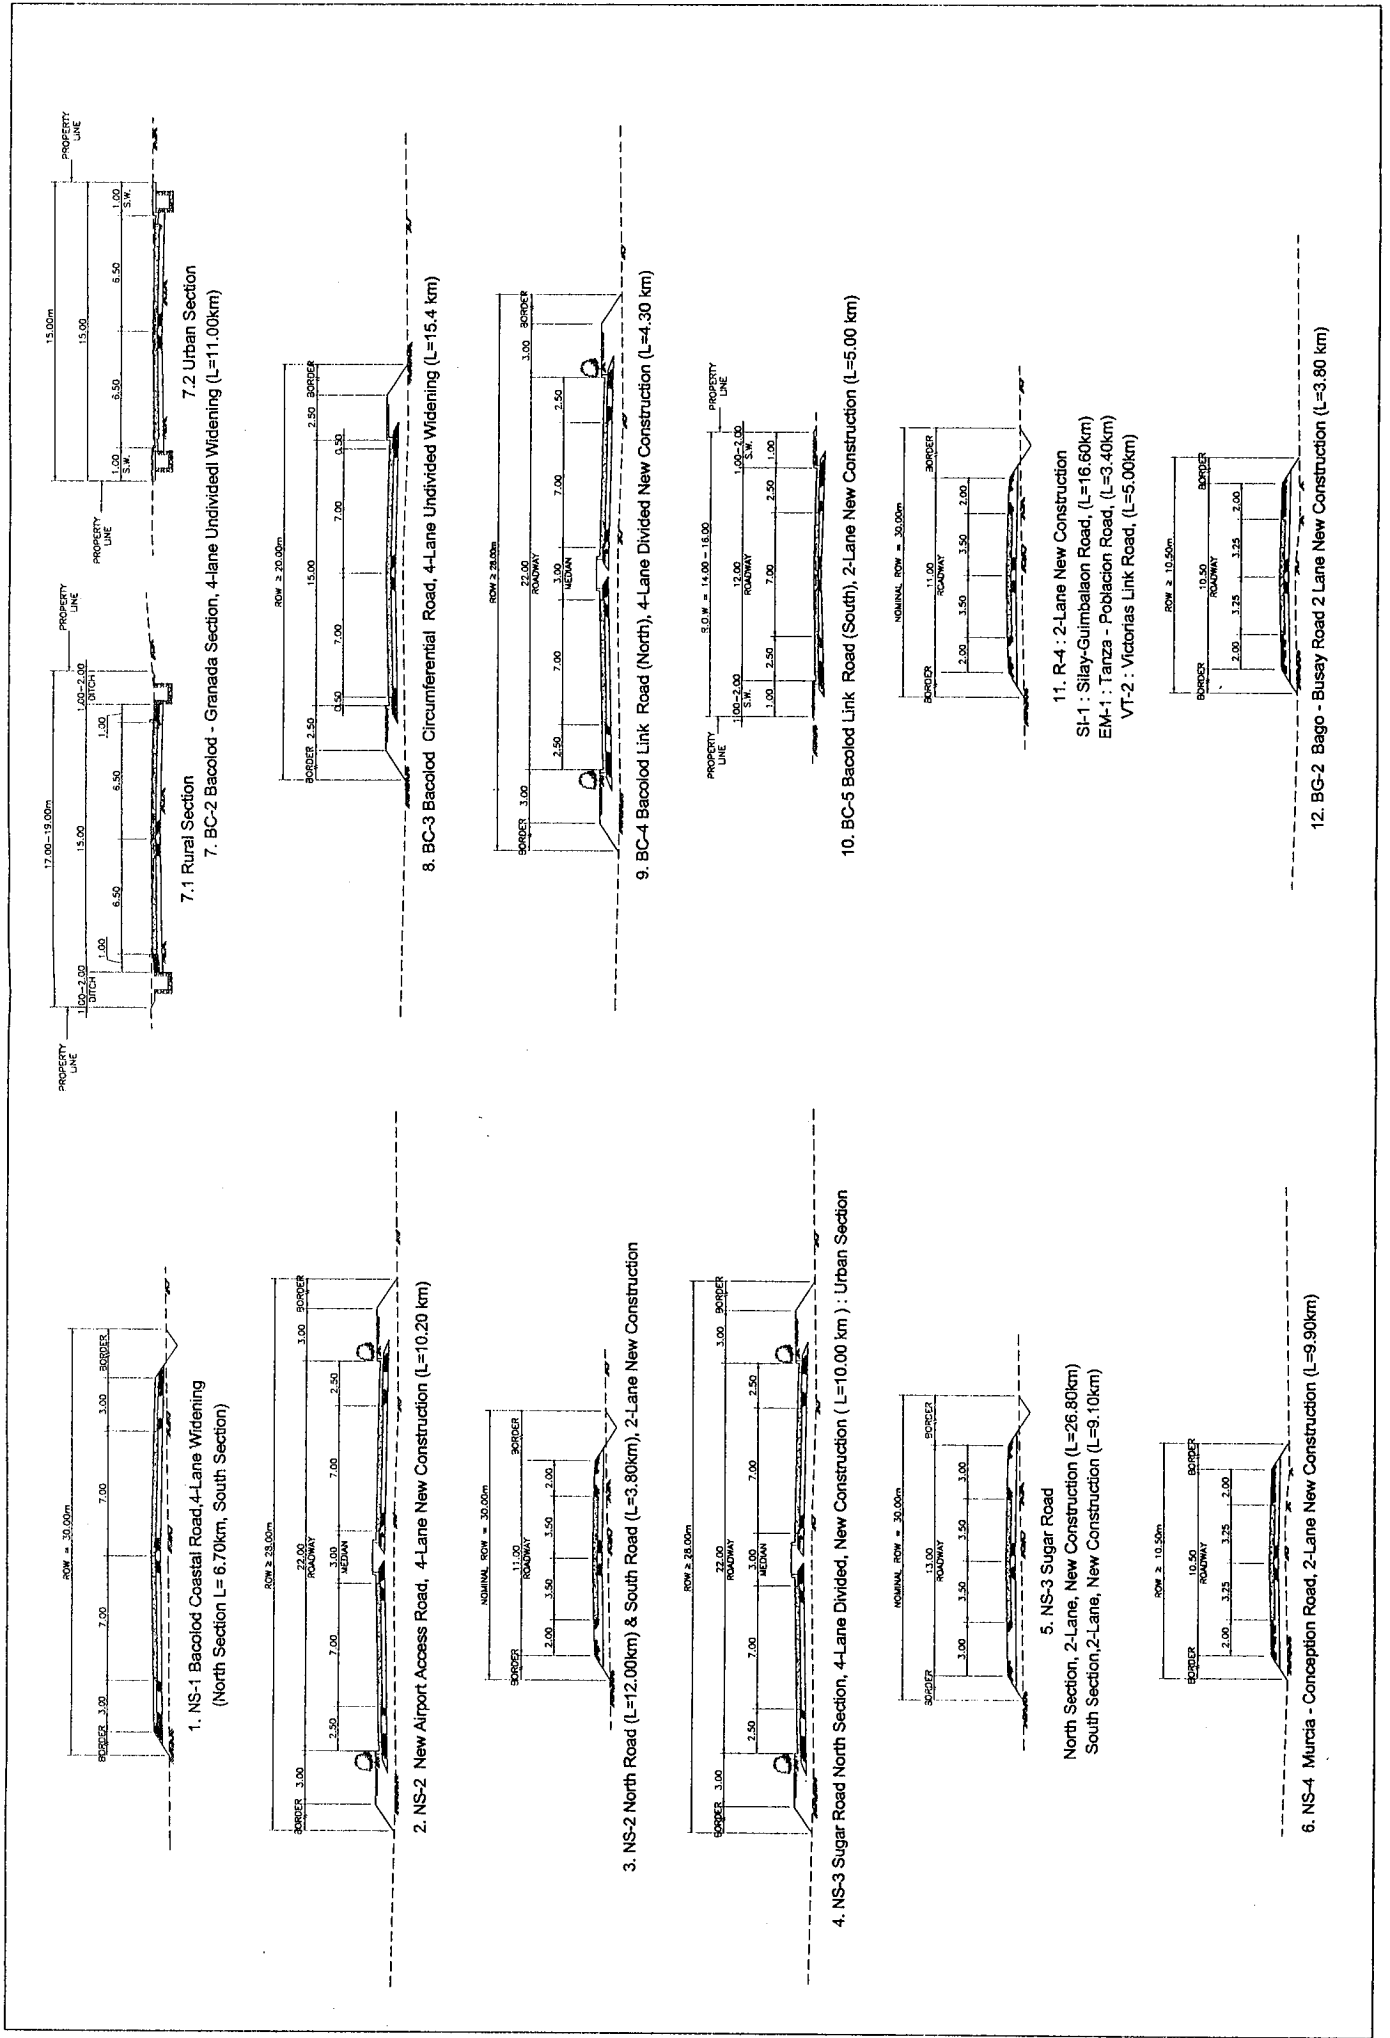 ROW = 30.00m
BORDER 3.00 7.00 7.00 3.00 BORDER
1. NS-1 Bacolod Coastal Road,4-Lane Widening
(North Section L= 6.70km, South Section)
ROW ≥ 28.00m
BORDER 3.00 22.00 3.00 BORDER
ROADWAY
2.50 7.00 3.00 7.00 2.50
MEDIAN
2. NS-2 New Airport Access Road, 4-Lane New Construction (L=10.20 km)
NOMINAL ROW = 30.00m
BORDER 11.00 BORDER
ROADWAY
2.00 3.50 3.50 2.00
3. NS-2 North Road (L=12.00km) & South Road (L=3.80km), 2-Lane New Construction
ROW ≥ 28.00m
BORDER 3.00 22.00 3.00 BORDER
ROADWAY
2.50 7.00 3.00 7.00 2.50
MEDIAN
4. NS-3 Sugar Road North Section, 4-Lane Divided, New Construction ( L=10.00 km ) : Urban Section
NOMINAL ROW = 30.00m
BORDER 13.00 BORDER
ROADWAY
3.00 3.50 3.50 3.00
5. NS-3 Sugar Road
North Section, 2-Lane, New Construction (L=26.80km)
South Section,2-Lane, New Construction (L=9.10km)
ROW ≥ 10.50m
BORDER 10.50 BORDER
ROADWAY
2.00 3.25 3.25 2.00
6. NS-4 Murcia - Conception Road, 2-Lane New Construction (L=9.90km)
PROPERTY LINE
17.00-19.00m
PROPERTY LINE
1.00-2.00 15.00 1.00-2.00
DITCH DITCH
1.00 6.50 6.50 1.00
7.1 Rural Section
PROPERTY LINE
15.00m
PROPERTY LINE
15.00
1.00 6.50 6.50 1.00
S.W. S.W.
7.2 Urban Section
7. BC-2 Bacolod - Granada Section, 4-lane Undividedl Widening (L=11.00km)
ROW ≥ 20.00m
BORDER 2.50 15.00 2.50 BORDER
0.50 7.00 7.00 0.50
8. BC-3 Bacolod Circumferential Road, 4-Lane Undivided Widening (L=15.4 km)
ROW ≥ 28.00m
BORDER 3.00 22.00 3.00 BORDER
ROADWAY
2.50 7.00 3.00 7.00 2.50
MEDIAN
9. BC-4 Bacolod Link Road (North), 4-Lane Divided New Construction (L=4.30 km)
PROPERTY LINE
R.O.W = 14.00-16.00
PROPERTY LINE
1.00-2.00 12.00 1.00-2.00
S.W. ROADWAY S.W.
1.00 2.50 7.00 2.50 1.00
10. BC-5 Bacolod Link Road (South), 2-Lane New Construction (L=5.00 km)
NOMINAL ROW = 30.00m
BORDER 11.00 BORDER
ROADWAY
2.00 3.50 3.50 2.00
11. R-4 : 2-Lane New Construction
SI-1 : Silay-Guimbalaon Road, (L=16.60km)
EM-1 : Tanza - Poblacion Road, (L=3.40km)
VT-2 : Victorias Link Road, (L=5.00km)
ROW ≥ 10.50m
BORDER 10.50 BORDER
ROADWAY
2.00 3.25 3.25 2.00
12. BG-2 Bago - Busay Road 2 Lane New Construction (L=3.80 km)